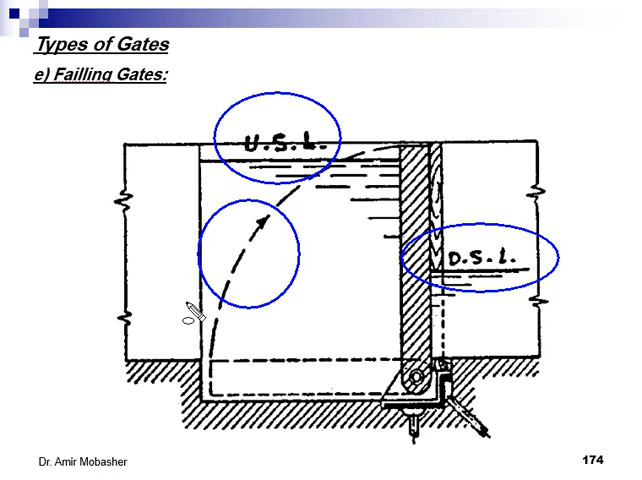 Types of Gates
e) Failling Gates:
U.S.L.
D.S.L.
Dr. Amir Mobasher
174